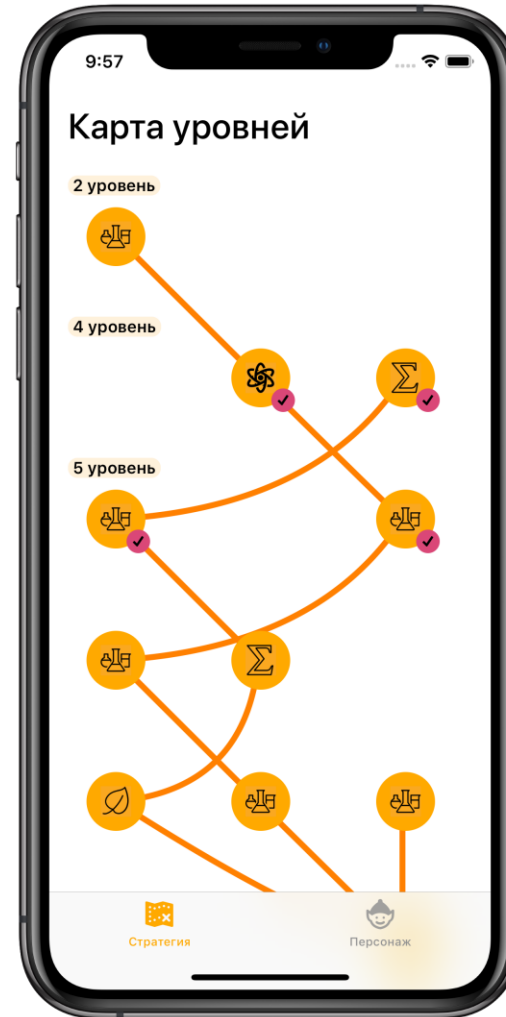 9:57
Карта уровней
2 уровень
4 уровень
Σ
5 уровень
Σ
Стратегия
Персонаж